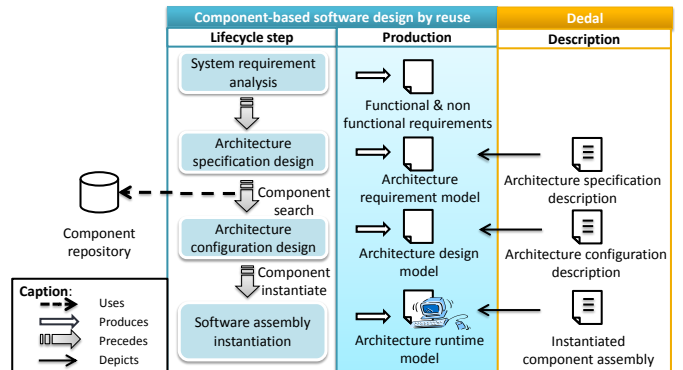 Component-based software design by reuse
Dedal
Lifecycle step
Production
Description
System requirement
analysis
Functional & non
functional requirements
Architecture
specification design
Architecture
requirement model
Architecture specification
description
Component
search
Component
repository
Architecture
configuration design
Architecture design
model
Architecture configuration
description
Component
instantiate
Software assembly
instantiation
Architecture runtime
model
Instantiated
component assembly
Caption:
Uses
Produces
Precedes
Depicts